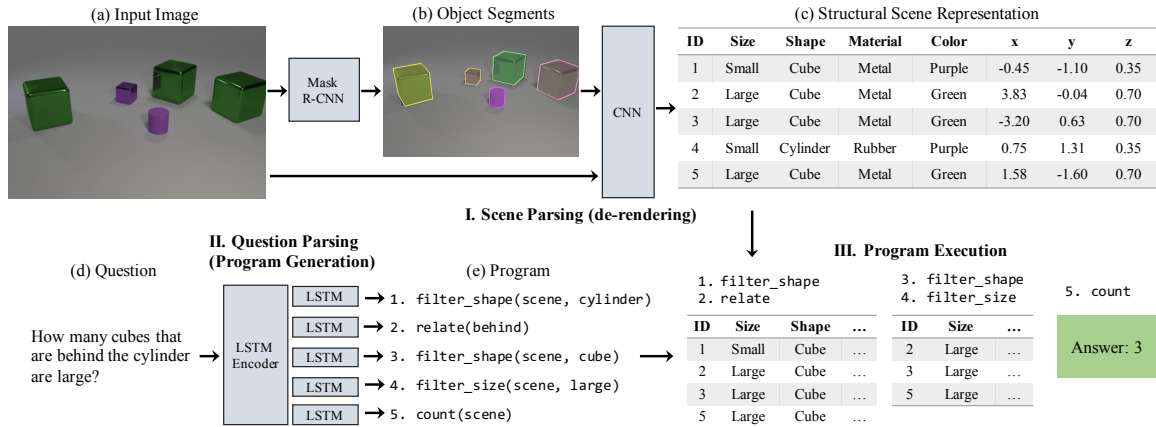 (a) Input Image
(b) Object Segments
(c) Structural Scene Representation
Mask
R-CNN
CNN
ID Size Shape Material Color x y z
1 Small Cube Metal Purple -0.45 -1.10 0.35
2 Large Cube Metal Green 3.83 -0.04 0.70
3 Large Cube Metal Green -3.20 0.63 0.70
4 Small Cylinder Rubber Purple 0.75 1.31 0.35
5 Large Cube Metal Green 1.58 -1.60 0.70
I. Scene Parsing (de-rendering)
II. Question Parsing
(Program Generation)
III. Program Execution
(d) Question
How many cubes that
are behind the cylinder
are large?
LSTM
Encoder
LSTM
LSTM
LSTM
LSTM
LSTM
(e) Program
1. filter_shape(scene, cylinder)
2. relate(behind)
3. filter_shape(scene, cube)
4. filter_size(scene, large)
5. count(scene)
1. filter_shape
2. relate
ID Size Shape …
1 Small Cube …
2 Large Cube …
3 Large Cube …
5 Large Cube …
3. filter_shape
4. filter_size
ID Size …
2 Large …
3 Large …
5 Large …
5. count
Answer: 3